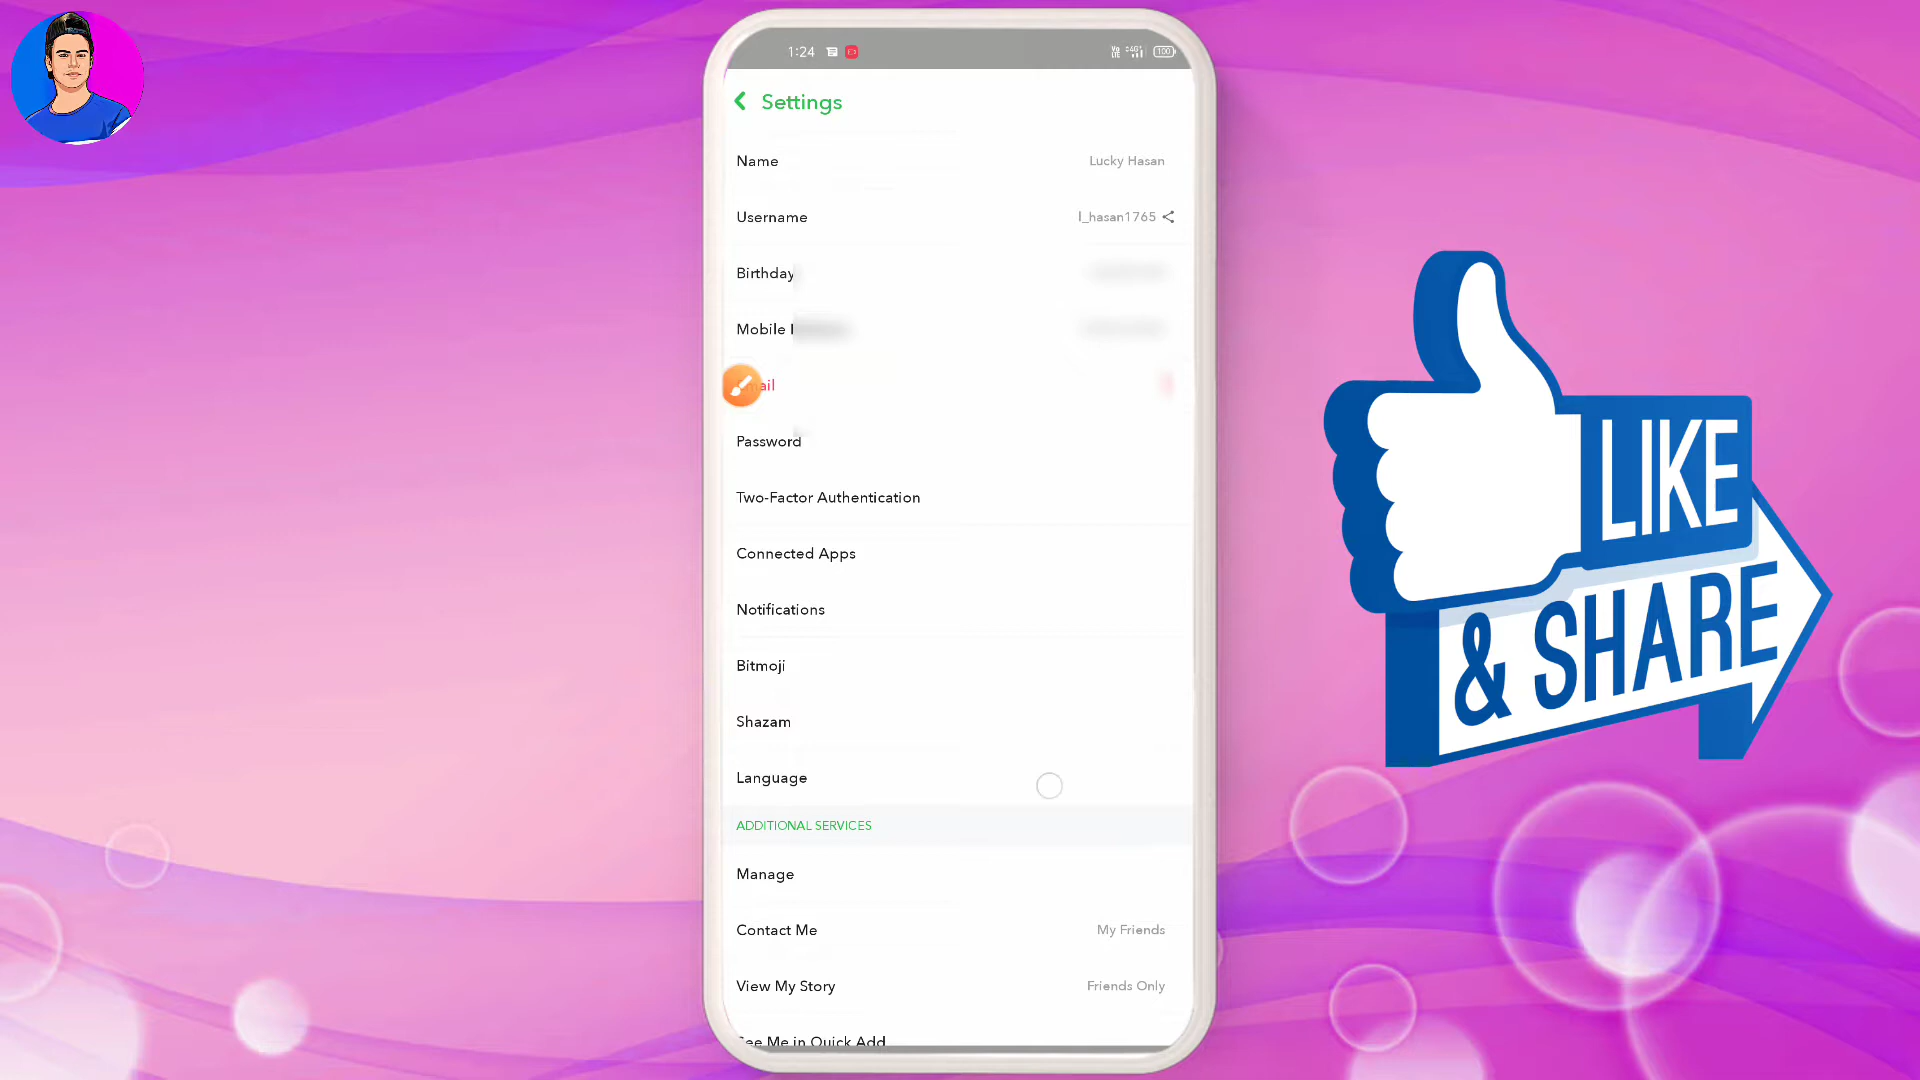 1:24
100
Settings
Name Lucky Hasan
Username l_hasan1765
Birthday
Mobile
ail
Password
Two-Factor Authentication
Connected Apps
Notifications
Bitmoji
Shazam
Language
ADDITIONAL SERVICES
Manage
Contact Me My Friends
View My Story Friends Only
See Me in Quick Add
LIKE
& SHARE